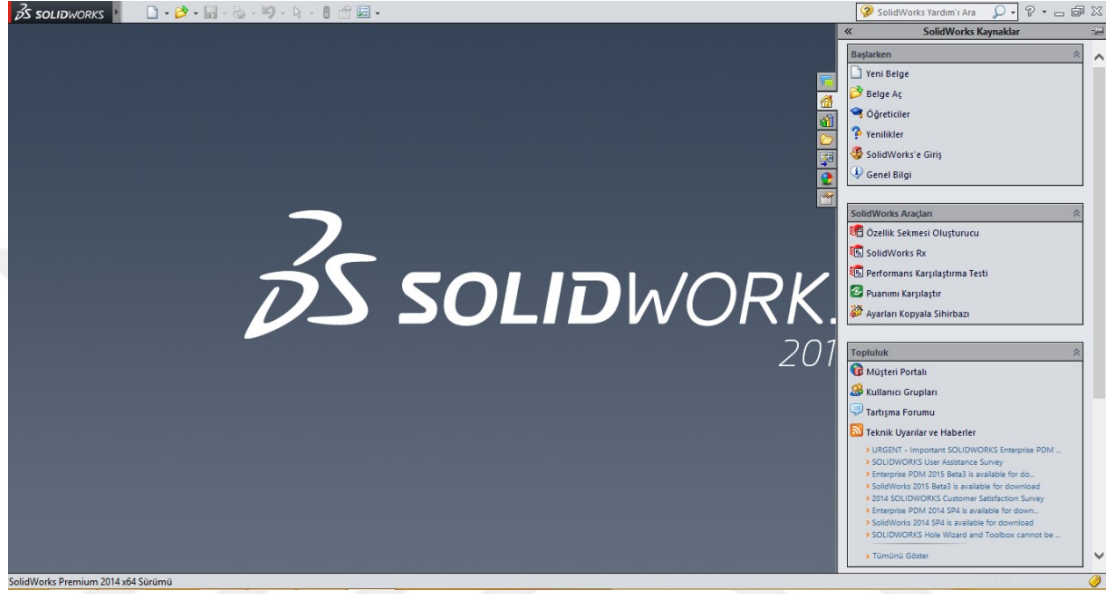 SOLIDWORKS
SolidWorks Yardım'ı Ara
SolidWorks Kaynaklar
Başlarken
Yeni Belge
Belge Aç
Öğreticiler
Yenilikler
SolidWorks'e Giriş
Genel Bilgi
SolidWorks Araçları
Özellik Sekmesi Oluşturucu
SolidWorks Rx
Performans Karşılaştırma Testi
Puanımı Karşılaştır
Ayarları Kopyala Sihirbazı
SOLIDWORK
201
Topluluk
Müşteri Portalı
Kullanıcı Grupları
Tartışma Forumu
Teknik Uyarılar ve Haberler
URGENT - Important SOLIDWORKS Enterprise PDM ...
SOLIDWORKS User Assistance Survey
Enterprise PDM 2015 Beta3 is available for do...
SolidWorks 2015 Beta3 is available for download
2014 SOLIDWORKS Customer Satisfaction Survey
Enterprise PDM 2014 SP4 is available for down...
SolidWorks 2014 SP4 is available for download
SOLIDWORKS Hole Wizard and Toolbox cannot be ...
Tümünü Göster
SolidWorks Premium 2014 x64 Sürümü